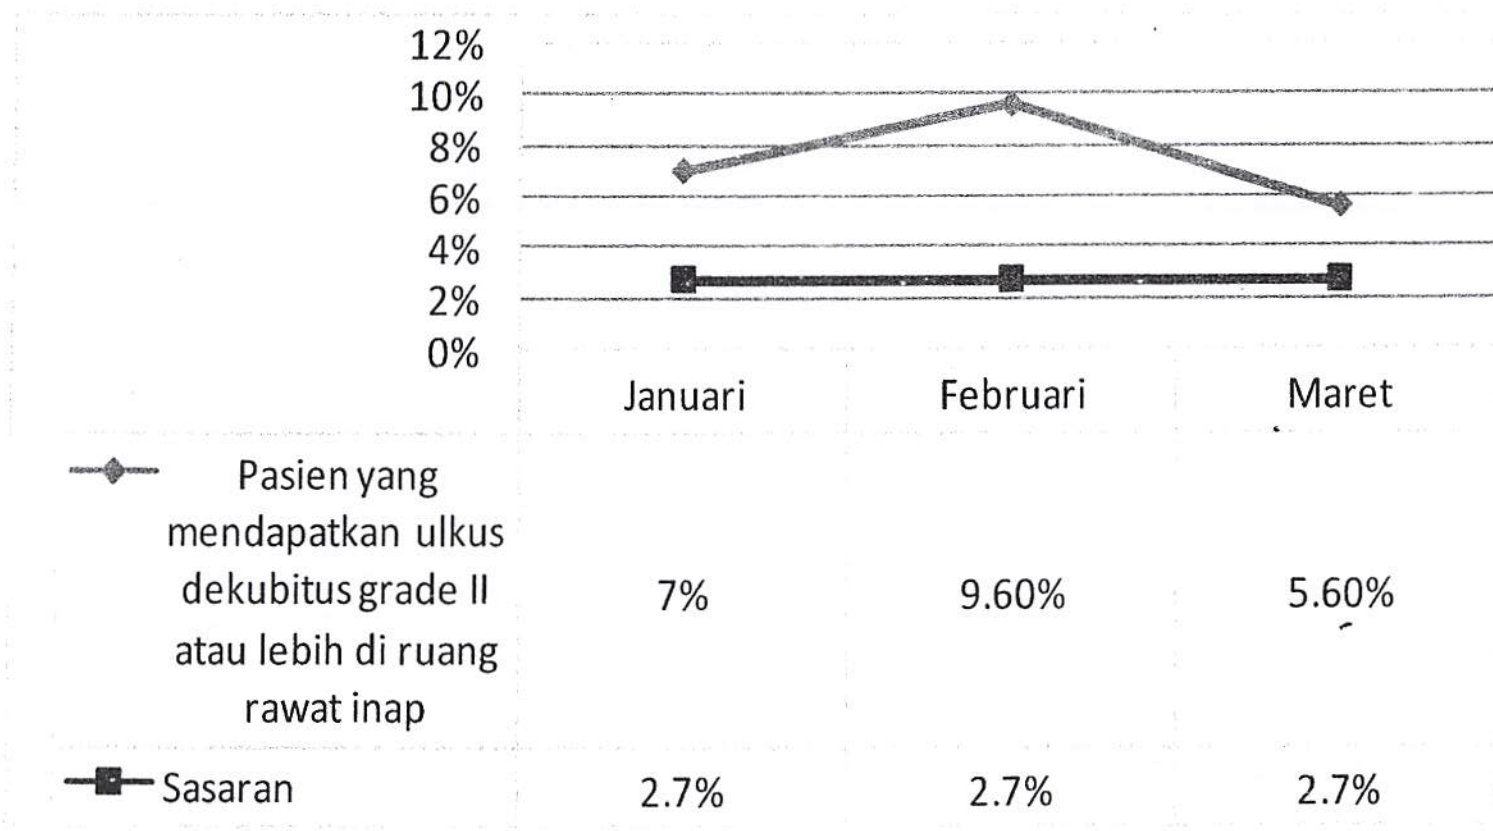 12%
10%
8%
6%
4%
2%
0%
Januari Februari Maret
Pasien yang
mendapatkan ulkus
dekubitus grade II
atau lebih di ruang
rawat inap
7% 9.60% 5.60%
Sasaran 2.7% 2.7% 2.7%